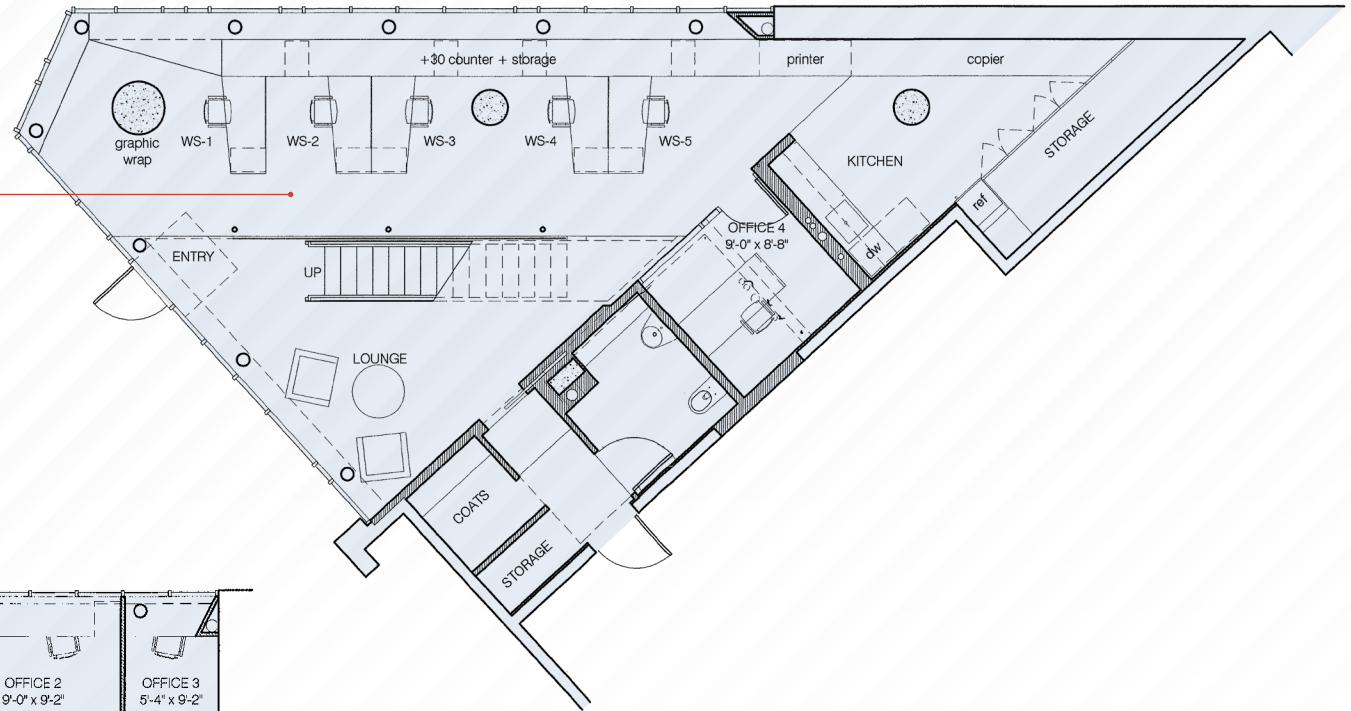 +30 counter + storage
printer
copier
graphic
wrap
WS-1
WS-2
WS-3
WS-4
WS-5
KITCHEN
STORAGE
ref
dw
OFFICE 4
9'-0" x 8'-8"
ENTRY
UP
LOUNGE
COATS
STORAGE
OFFICE 2
9'-0" x 9'-2"
OFFICE 3
5'-4" x 9'-2"